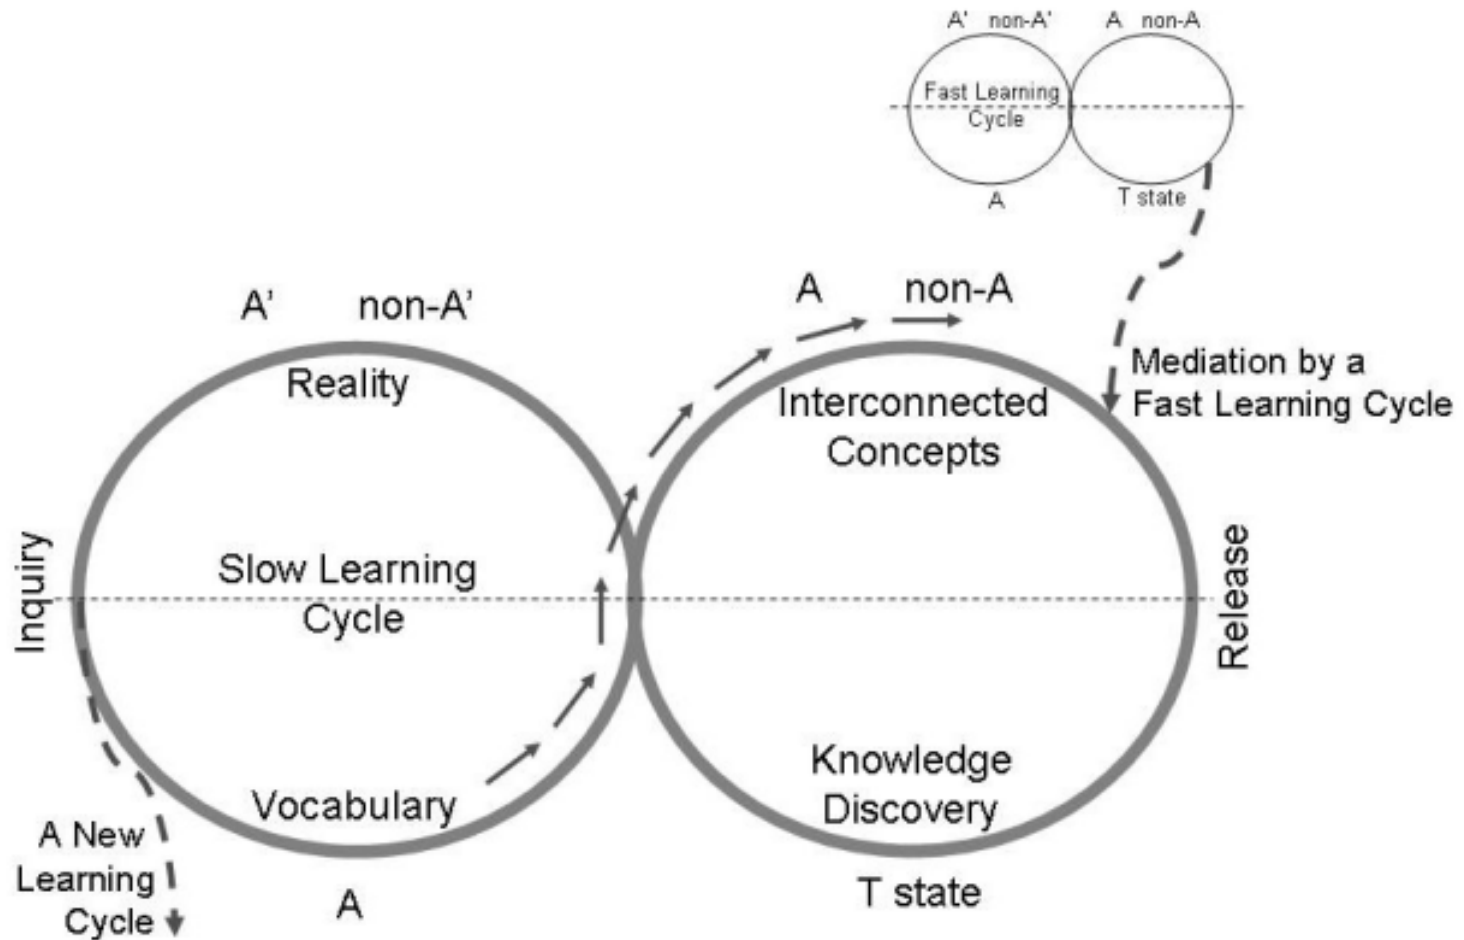 A' non-A' A non-A
Fast Learning
Cycle
A T state
A' non-A' A non-A
Reality
Interconnected
Concepts
Mediation by a
Fast Learning Cycle
Inquiry
Slow Learning
Cycle
Release
Vocabulary
Knowledge
Discovery
A New
Learning
Cycle
A
T state